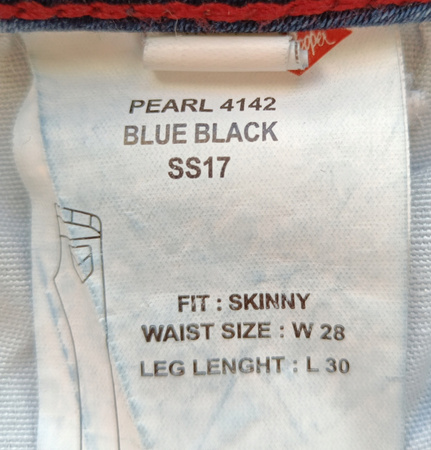 PEARL 4142
BLUE BLACK
SS17
FIT : SKINNY
WAIST SIZE : W 28
LEG LENGHT : L 30